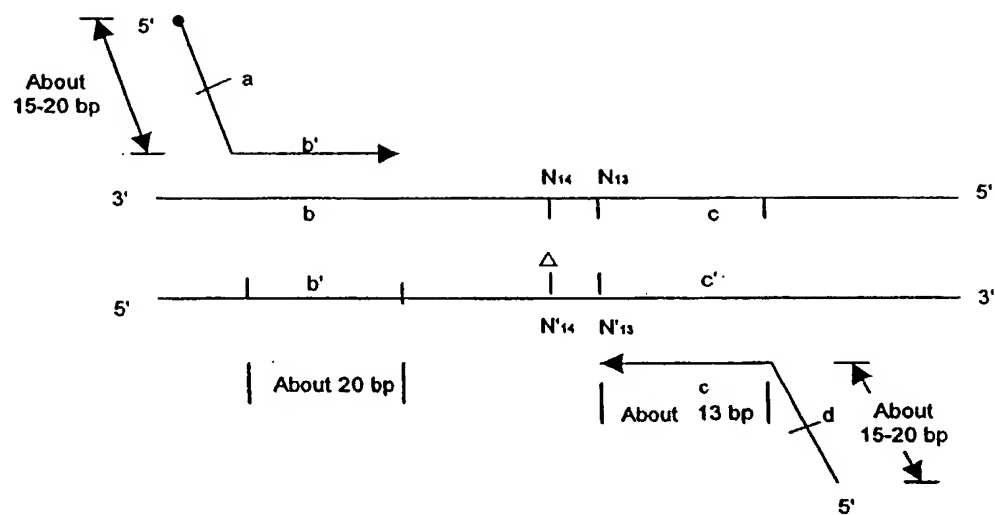 5'
About
15-20 bp
a
b'
N₁₄ N₁₃
3' 5'
b c
Δ
b' c'
5' 3'
N'₁₄ N'₁₃
About 20 bp
c
About 13 bp
d
About
15-20 bp
5'